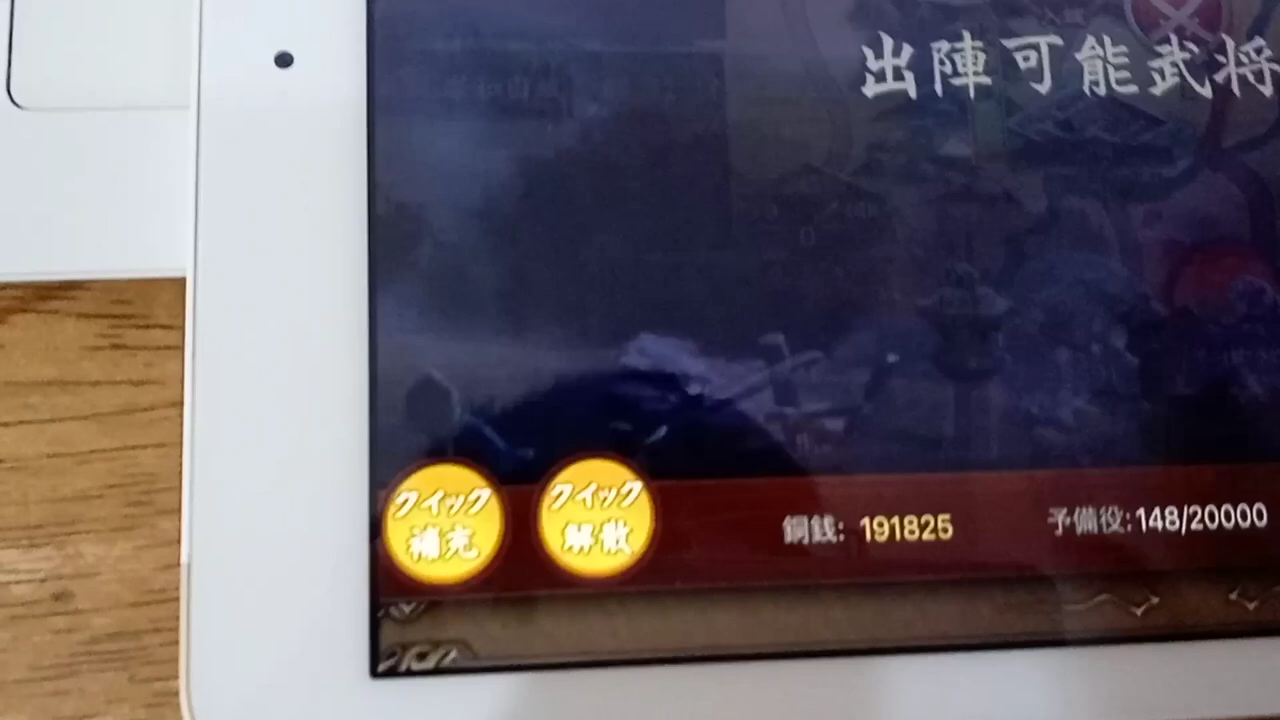 出陣可能武将
クイック
補充
クイック
解散
銅銭: 191825
予備役:148/20000